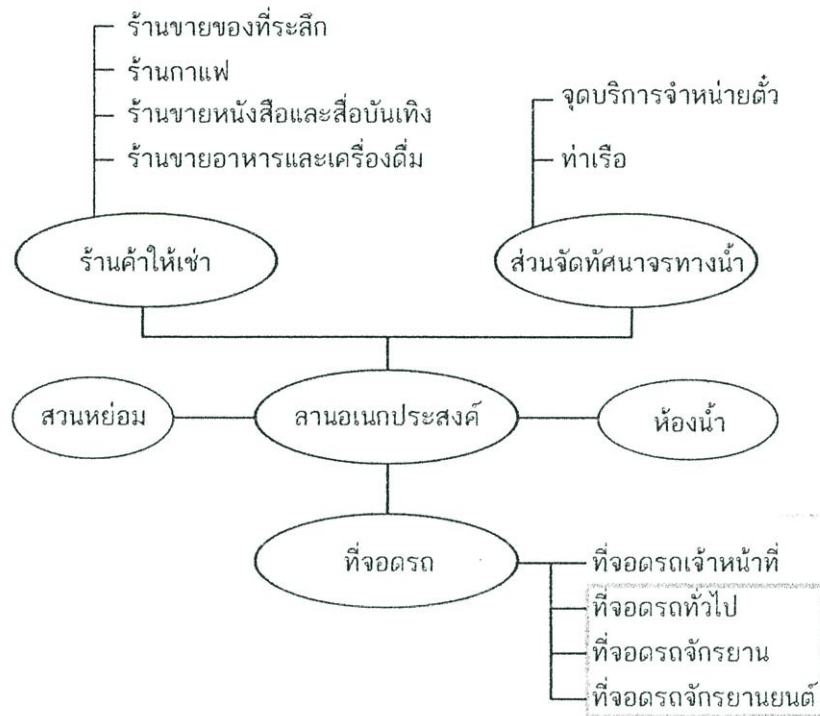 ร้านขายของที่ระลึก
ร้านกาแฟ
ร้านขายหนังสือและสื่อบันเทิง
ร้านขายอาหารและเครื่องดื่ม
จุดบริการจำหน่ายตั๋ว
ท่าเรือ
ร้านค้าให้เช่า
ส่วนจัดทัศนาจรทางน้ำ
สวนหย่อม
ลานอเนกประสงค์
ห้องน้ำ
ที่จอดรถ
ที่จอดรถเจ้าหน้าที่
ที่จอดรถทั่วไป
ที่จอดรถจักรยาน
ที่จอดรถจักรยานยนต์